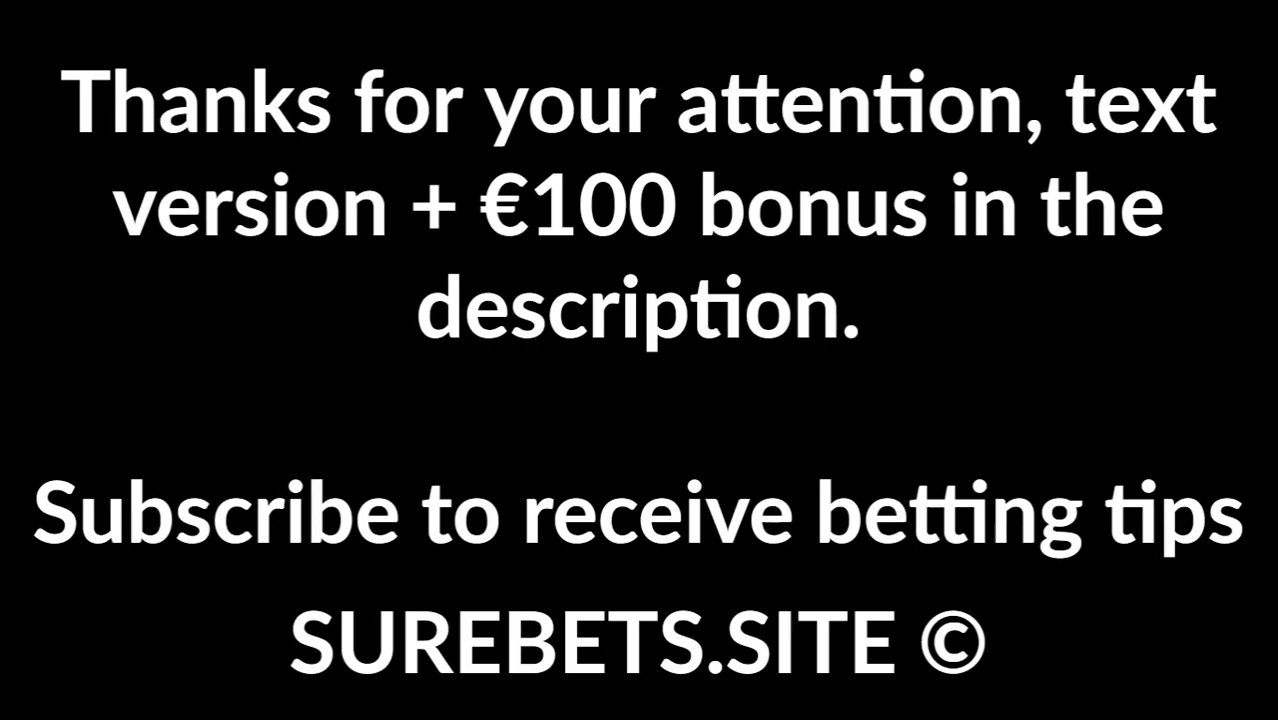 Thanks for your attention, text
version + €100 bonus in the
description.
Subscribe to receive betting tips
SUREBETS.SITE ©